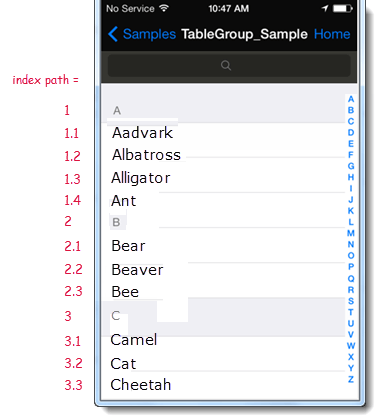 No Service 10:47 AM
Samples TableGroup_Sample Home
index path =
1 A
1.1 Aadvark
1.2 Albatross
1.3 Alligator
1.4 Ant
2 B
2.1 Bear
2.2 Beaver
2.3 Bee
3 C
3.1 Camel
3.2 Cat
3.3 Cheetah
A
B
C
D
E
F
G
H
I
J
K
L
M
N
O
P
Q
R
S
T
U
V
W
X
Y
Z